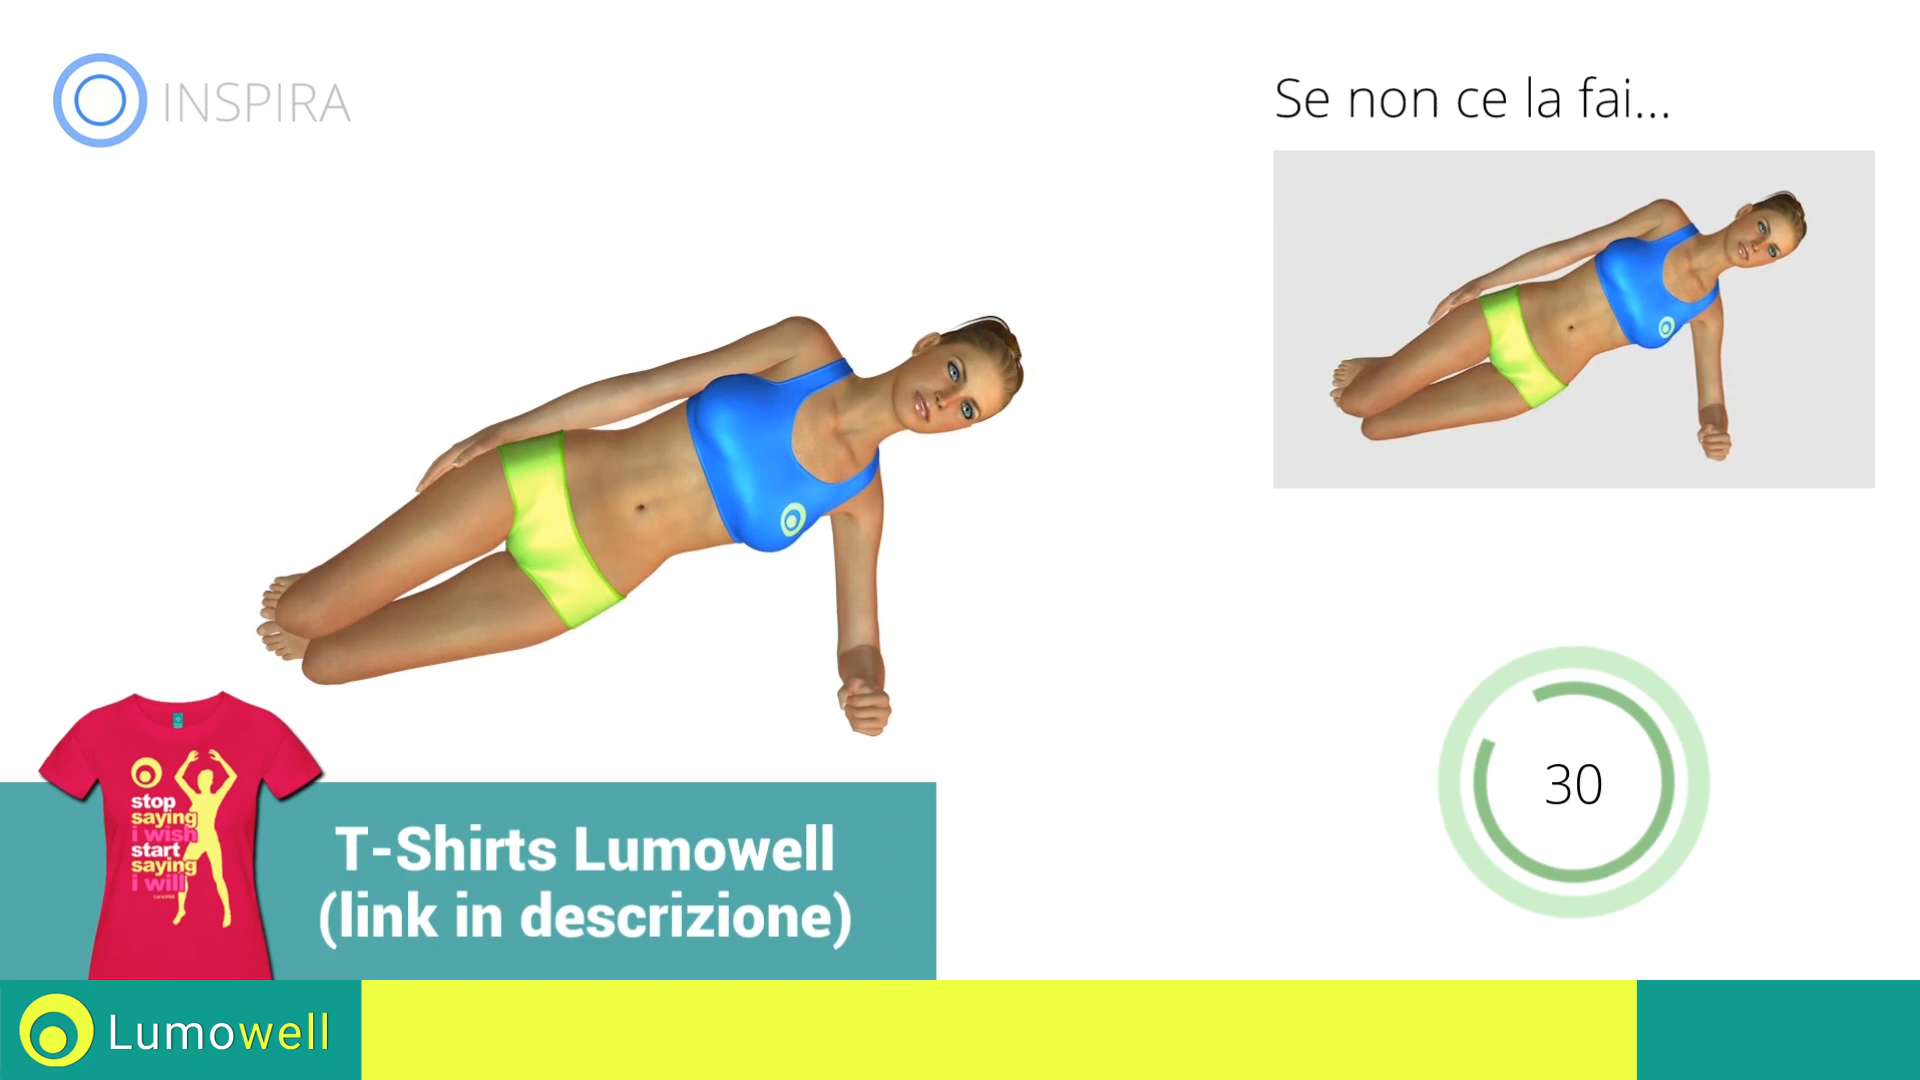 INSPIRA
Se non ce la fai...
30
stop
saying
i wish
start
saying
i will
T-Shirts Lumowell
(link in descrizione)
Lumowell